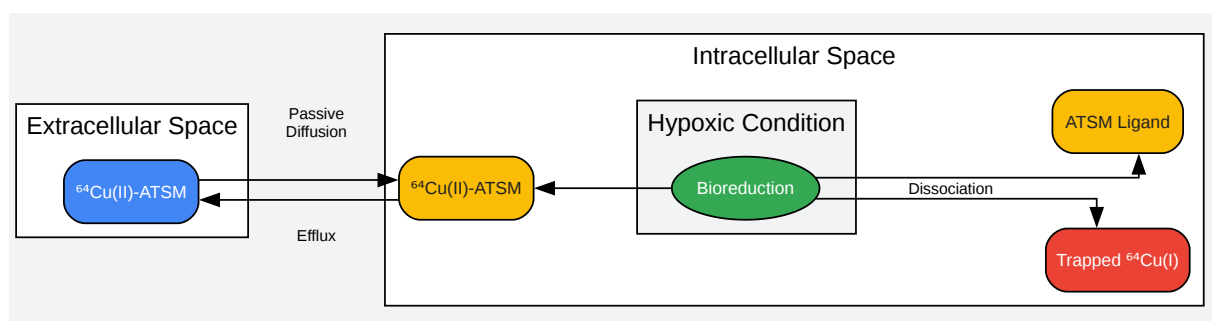 Intracellular Space
Extracellular Space
Passive
Diffusion
Hypoxic Condition
ATSM Ligand
⁶⁴Cu(II)-ATSM
⁶⁴Cu(II)-ATSM
Bioreduction
Dissociation
Efflux
Trapped ⁶⁴Cu(I)